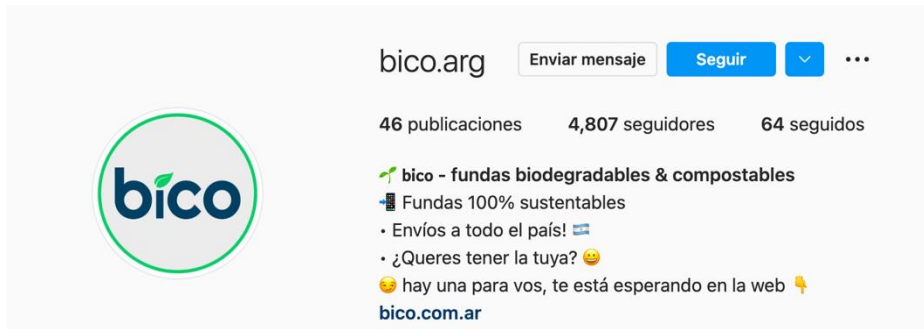 bico.arg Enviar mensaje Seguir
46 publicaciones 4,807 seguidores 64 seguidos
bico
🌱 bico - fundas biodegradables & compostables
📲 Fundas 100% sustentables
• Envíos a todo el país! 🇦🇷
• ¿Queres tener la tuya? 😀
😏 hay una para vos, te está esperando en la web 👇
bico.com.ar